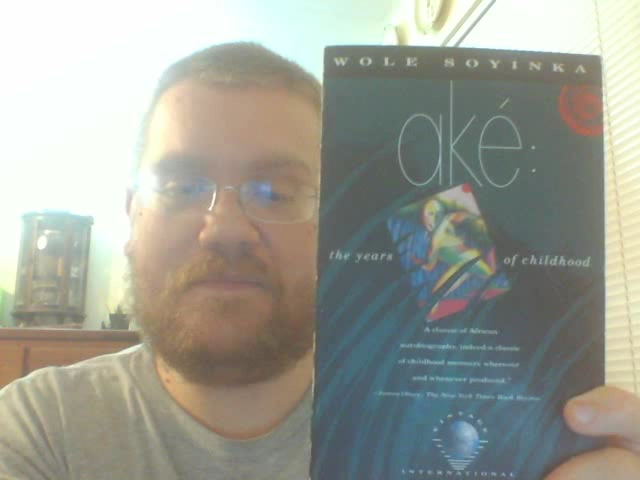 WOLE SOYINKA
aké:
the years of childhood
A classic of African
autobiography, indeed a classic
of childhood memoirs wherever
and whenever produced."
The New York Times Book Review
VINTAGE
INTERNATIONAL